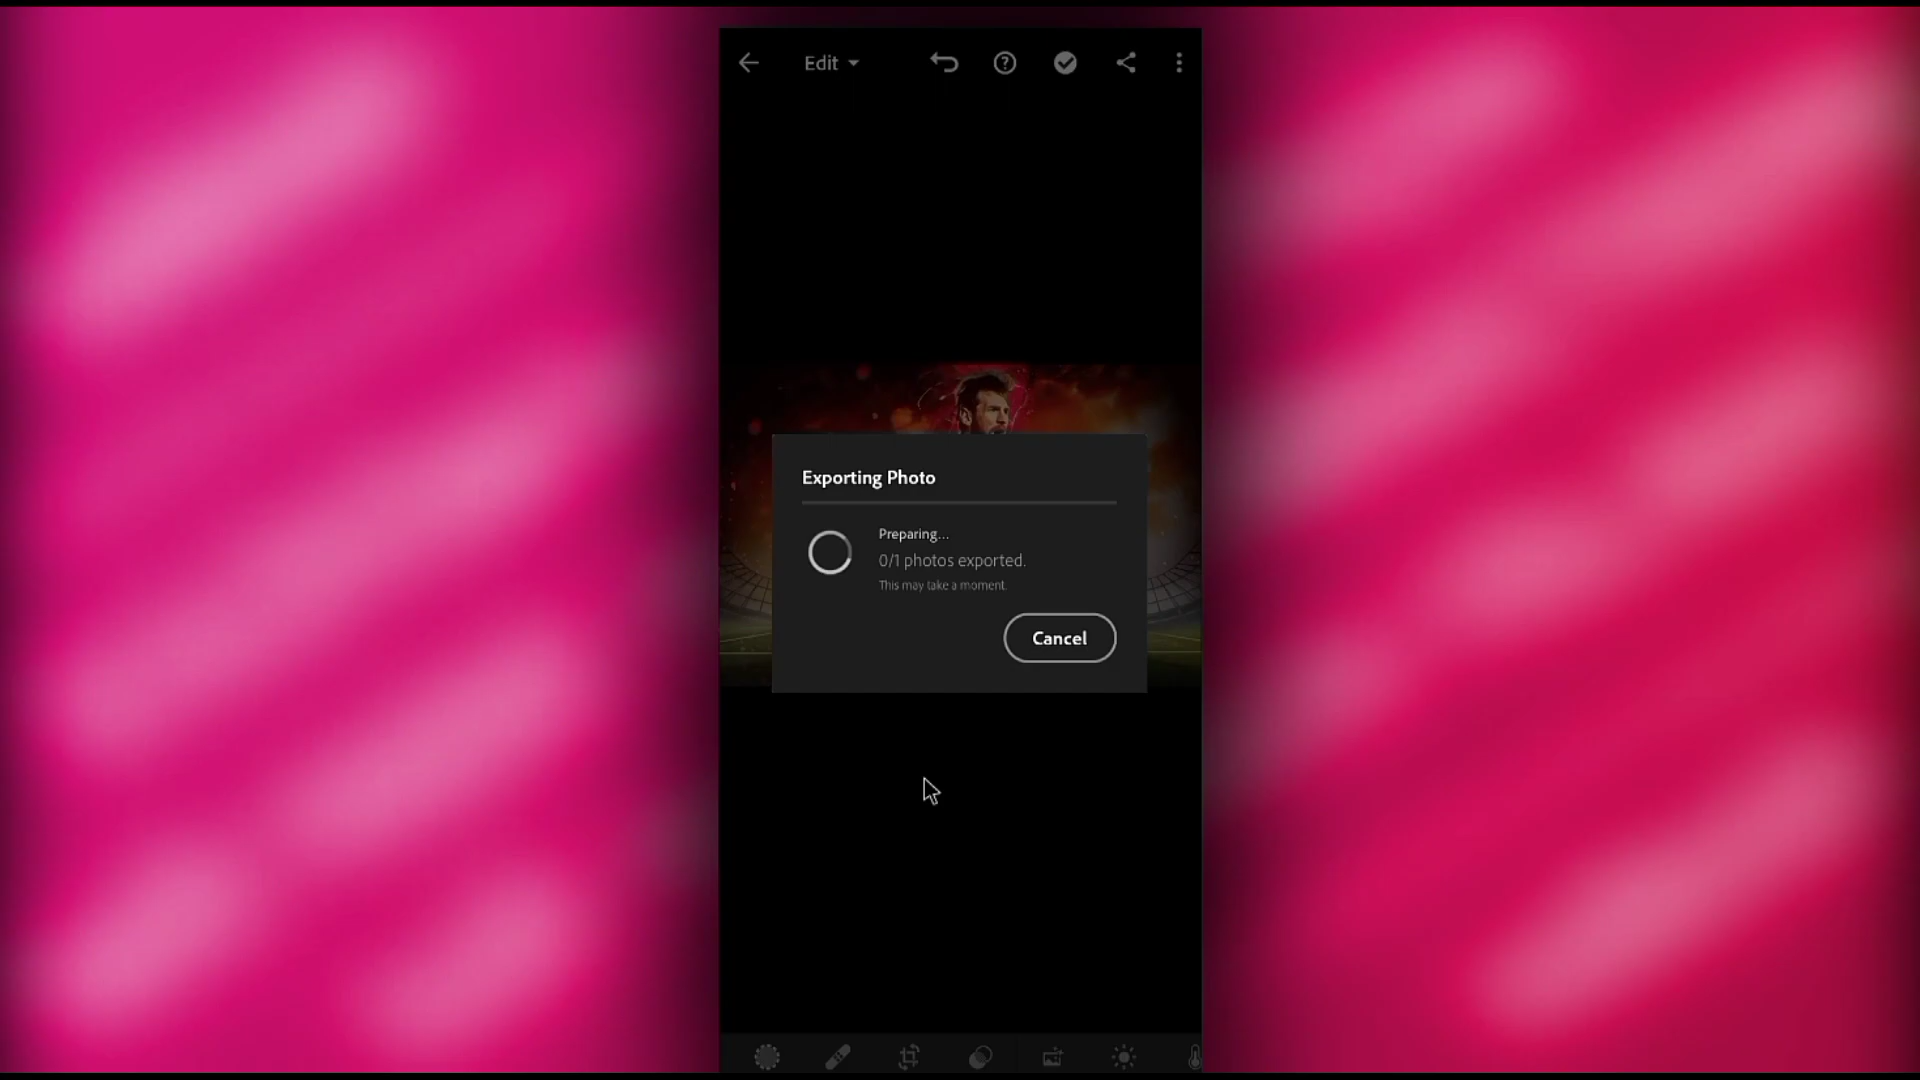 Edit
Exporting Photo
Preparing...
0/1 photos exported.
This may take a moment.
Cancel